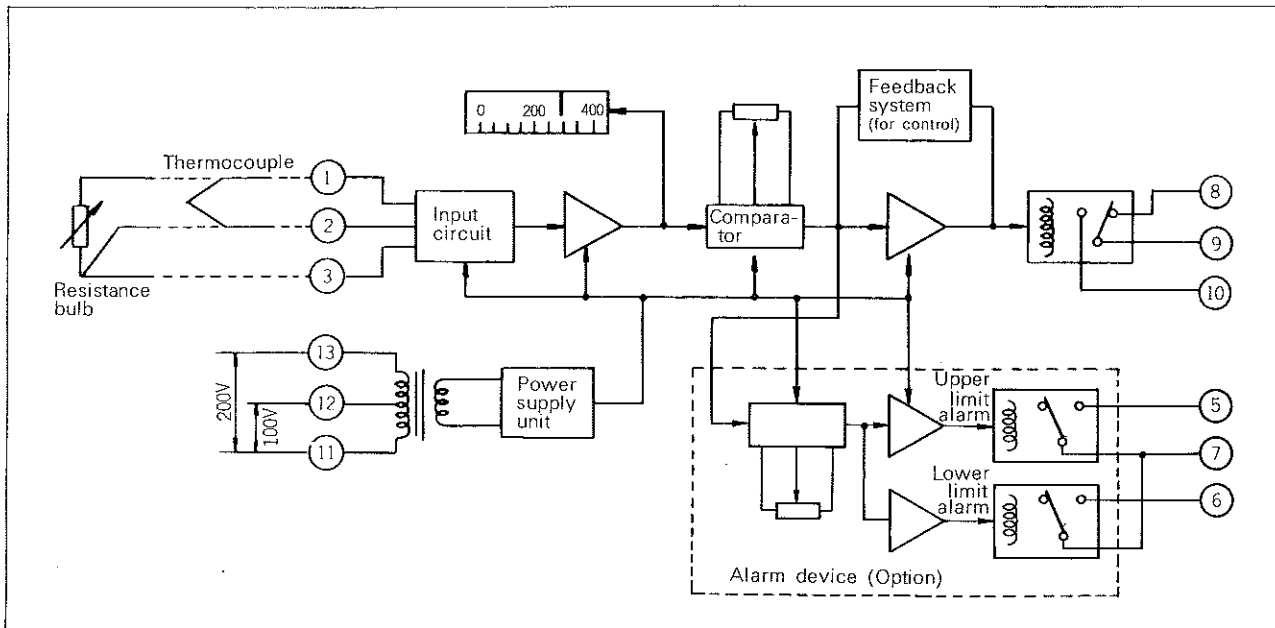 0 200 400
Feedback
system
(for control)
Thermocouple
1
2
3
Input
circuit
Compara-
tor
8
9
10
Resistance
bulb
13
12
11
200V
100V
Power
supply
unit
Upper
limit
alarm
Lower
limit
alarm
5
7
6
Alarm device (Option)